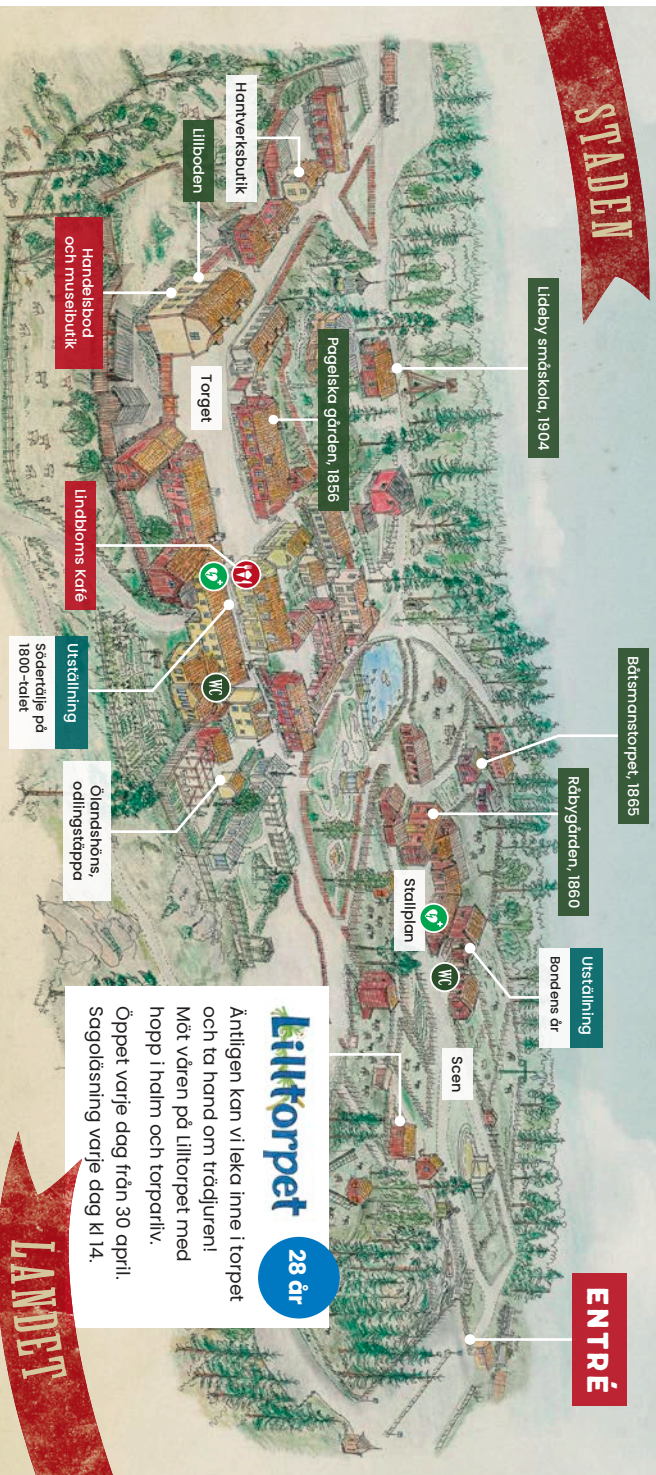 STADEN
Lideby småskola, 1904
Båtsmanstorpet, 1865
Råbygården, 1860
Utställning
Bondens år
ENTRÉ
Pagelska gården, 1856
Hantverksbutik
Lillboden
Handelsbod
och museibutik
Torget
Lindbloms Kafé
WC
Utställning
Södertälje på
1800-talet
Ölandshöns,
odlingstäppa
Stallplan
WC
Scen
Lilltorpet
28 år
Äntligen kan vi leka inne i torpet
och ta hand om trädjuren!
Möt våren på Lilltorpet med
hopp i halm och torparliv.
Öppet varje dag från 30 april.
Sagoläsning varje dag kl 14.
LANDET